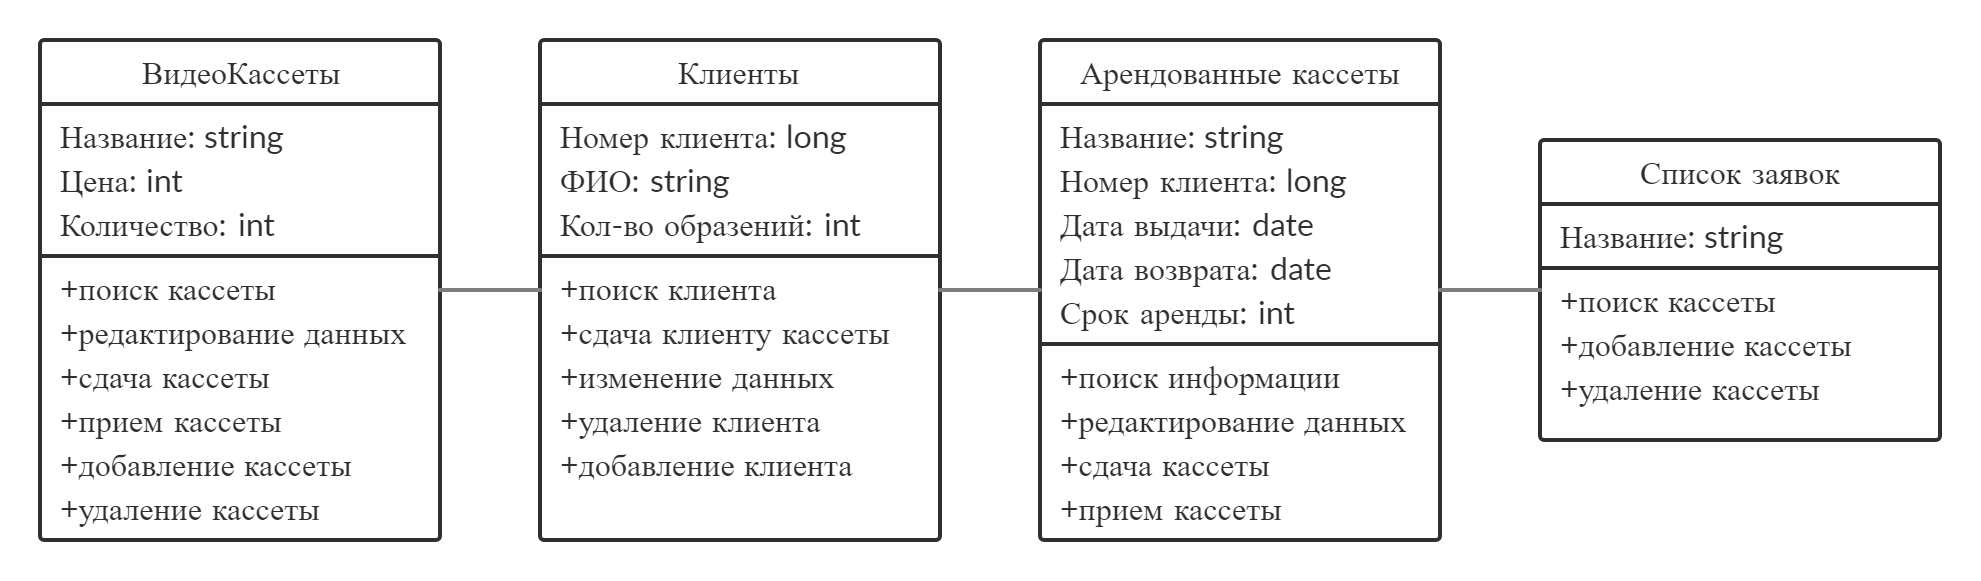 ВидеоКассеты
Название: string
Цена: int
Количество: int
+поиск кассеты
+редактирование данных
+сдача кассеты
+прием кассеты
+добавление кассеты
+удаление кассеты
Клиенты
Номер клиента: long
ФИО: string
Кол-во образений: int
+поиск клиента
+сдача клиенту кассеты
+изменение данных
+удаление клиента
+добавление клиента
Арендованные кассеты
Название: string
Номер клиента: long
Дата выдачи: date
Дата возврата: date
Срок аренды: int
+поиск информации
+редактирование данных
+сдача кассеты
+прием кассеты
Список заявок
Название: string
+поиск кассеты
+добавление кассеты
+удаление кассеты